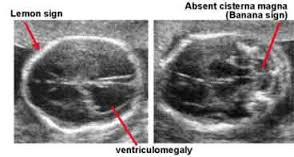 Lemon sign
Absent cisterna magna
(Banana sign)
ventriculomegaly